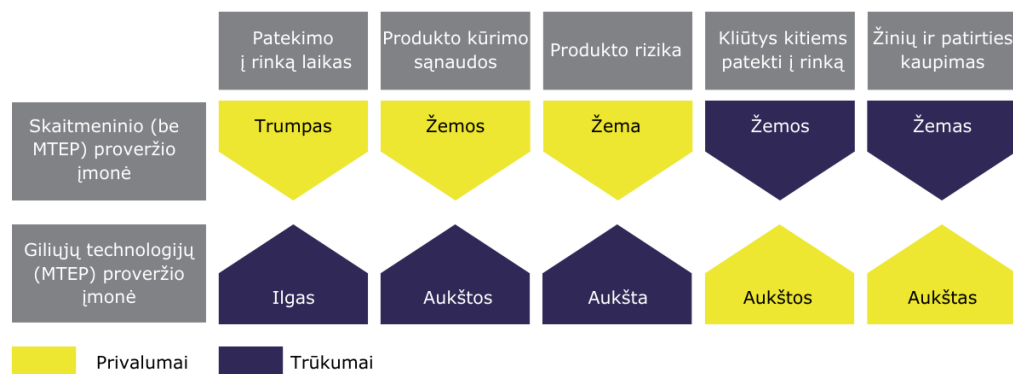 Patekimo
į rinką laikas
Produkto kūrimo
sąnaudos
Produkto rizika
Kliūtys kitiems
patekti į rinką
Žinių ir patirties
kaupimas
Skaitmeninio (be
MTEP) proveržio
įmonė
Trumpas
Žemos
Žema
Žemos
Žemas
Giliųjų technologijų
(MTEP) proveržio
įmonė
Ilgas
Aukštos
Aukšta
Aukštos
Aukštas
Privalumai
Trūkumai